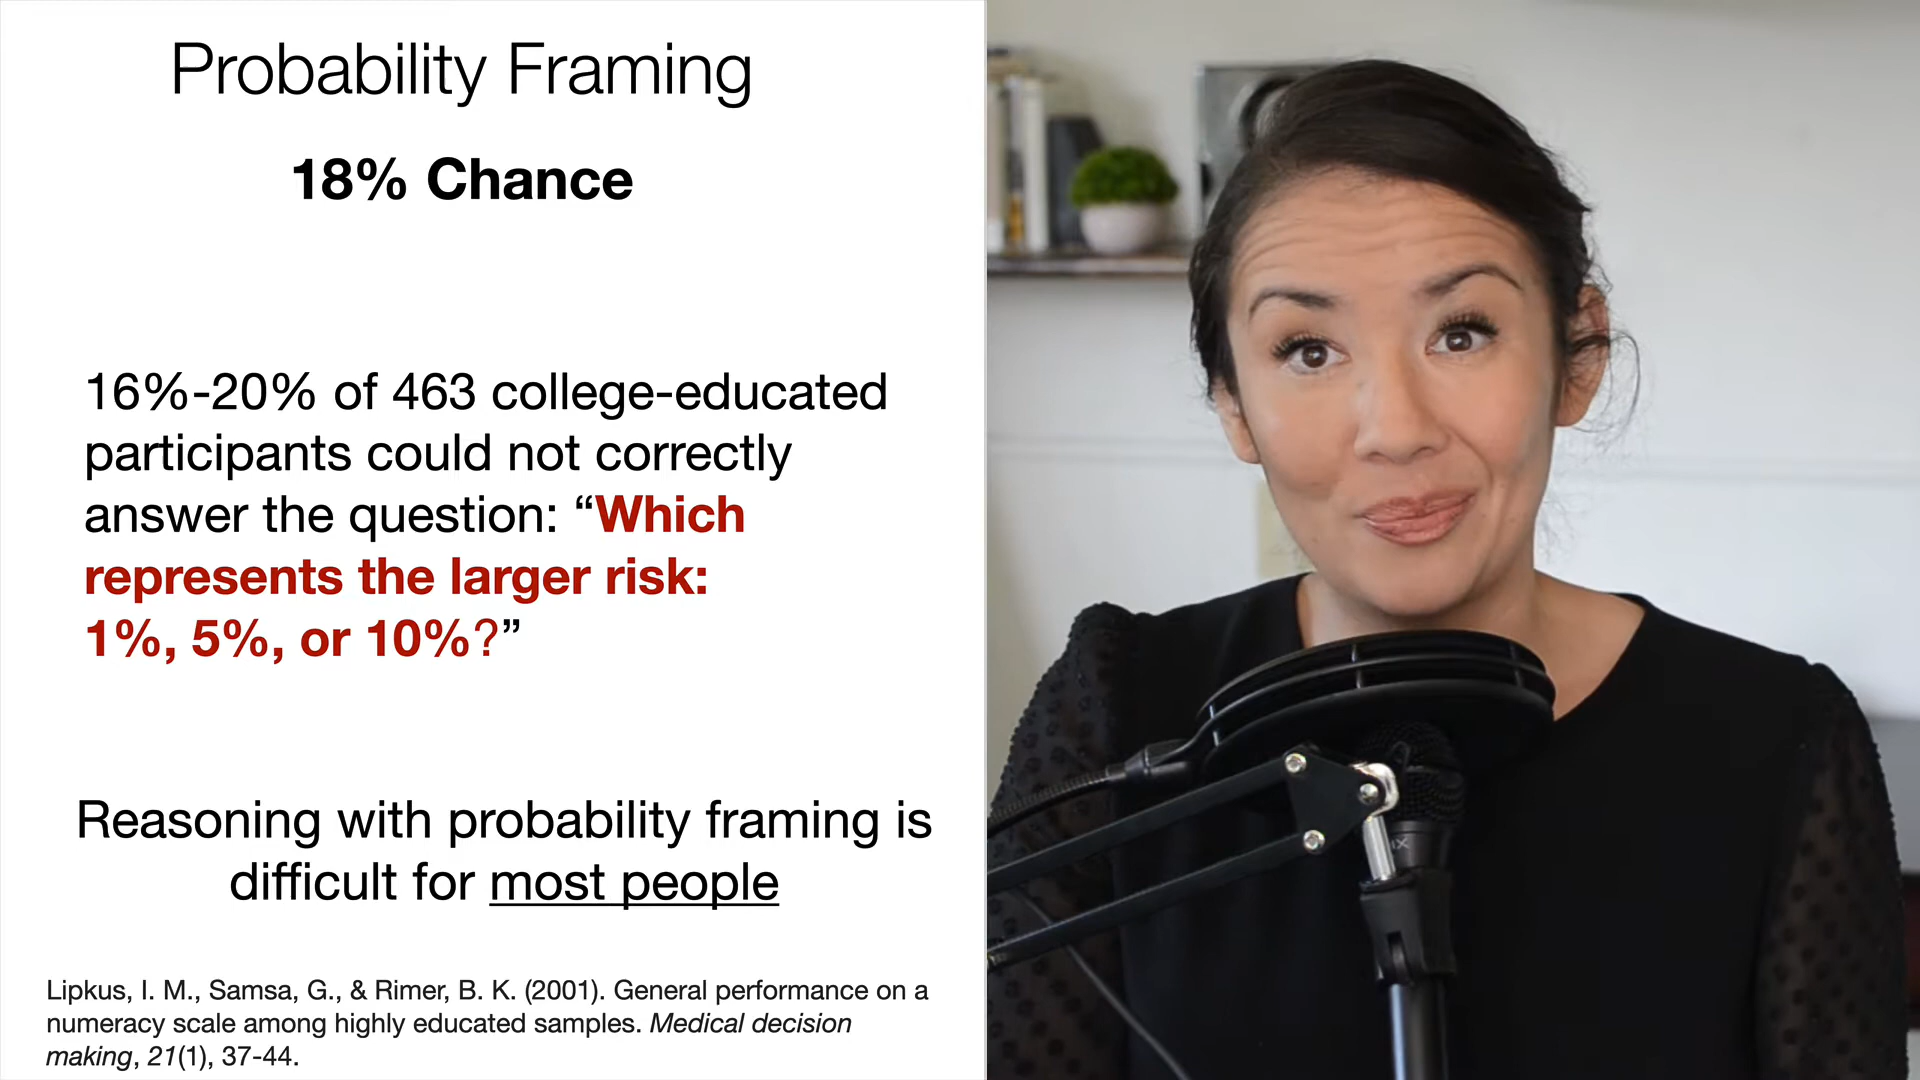 Probability Framing
18% Chance
16%-20% of 463 college-educated
participants could not correctly
answer the question: “Which
represents the larger risk:
1%, 5%, or 10%?”
Reasoning with probability framing is
difficult for most people
Lipkus, I. M., Samsa, G., & Rimer, B. K. (2001). General performance on a
numeracy scale among highly educated samples. Medical decision
making, 21(1), 37-44.